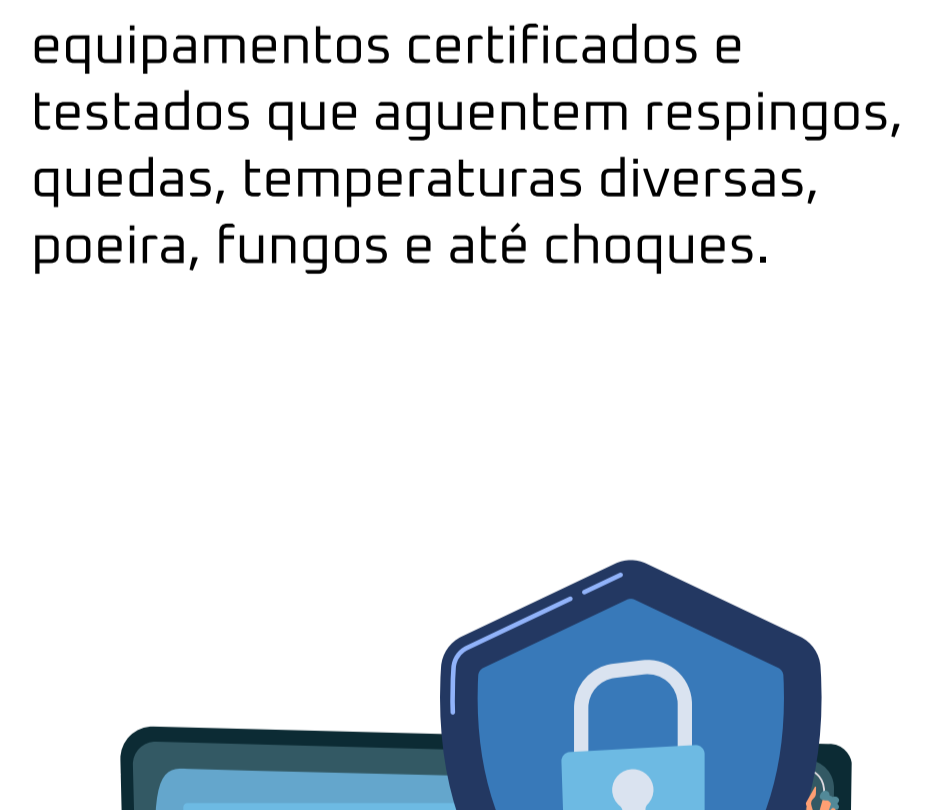 equipamentos certificados e
testados que aguentem respingos,
quedas, temperaturas diversas,
poeira, fungos e até choques.